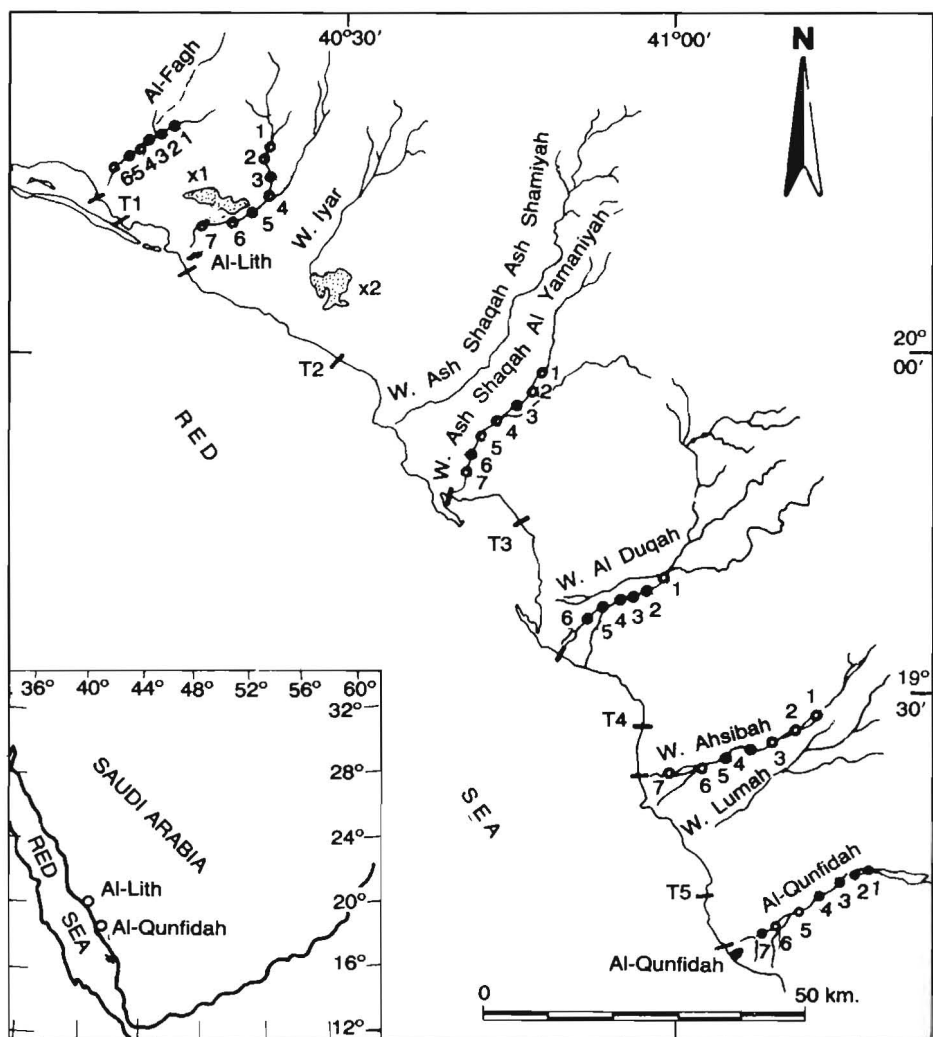 40°30'
41°00'
N
Al-Fagh
1
2
3
4
5
6
1
2
3
4
5
6
7
x1
T1
Al-Lith
W. Iyar
x2
W. Ash Shaqah Ash Shamiyah
W. Ash Shaqah Al Yamaniyah
20°
00'
T2
1
2
3
4
5
6
7
RED
T3
W. Al Duqah
1
2
3
4
5
6
19°
30'
T4
W. Ahsibah
1
2
3
4
5
6
7
W. Lumah
SEA
T5
Al-Qunfidah
1
2
3
4
5
6
7
Al-Qunfidah
0 50 km.
36° 40° 44° 48° 52° 56° 60°
32°
28°
24°
20°
16°
12°
SAUDI ARABIA
RED
SEA
Al-Lith
Al-Qunfidah